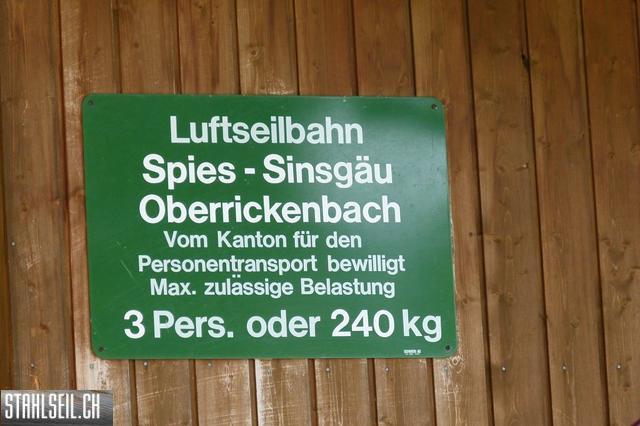 Luftseilbahn
Spies - Sinsgäu
Oberrickenbach
Vom Kanton für den
Personentransport bewilligt
Max. zulässige Belastung
3 Pers. oder 240 kg
STAHLSEIL.CH